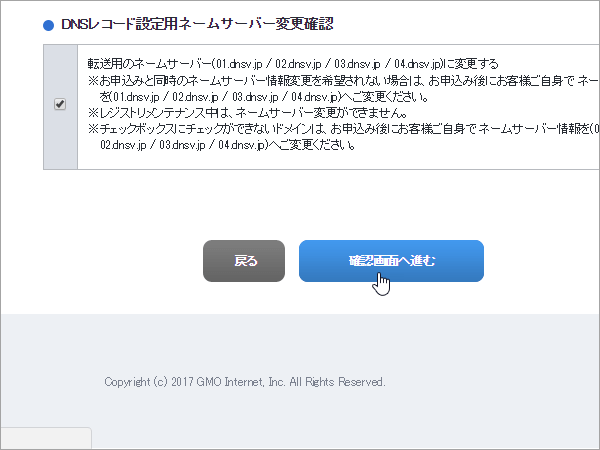 DNSレコード設定用ネームサーバー変更確認
転送用のネームサーバー(01.dnsv.jp / 02.dnsv.jp / 03.dnsv.jp / 04.dnsv.jp)に変更する
※お申込みと同時のネームサーバー情報変更を希望されない場合は、お申込み後にお客様ご自身で ネー
を(01.dnsv.jp / 02.dnsv.jp / 03.dnsv.jp / 04.dnsv.jp)へご変更ください。
※レジストリメンテナンス中は、ネームサーバー変更ができません。
※チェックボックスにチェックができないドメインは、お申込み後にお客様ご自身で ネームサーバー情報を(0
02.dnsv.jp / 03.dnsv.jp / 04.dnsv.jp)へご変更ください。
戻る
確認画面へ進む
Copyright (c) 2017 GMO Internet, Inc. All Rights Reserved.